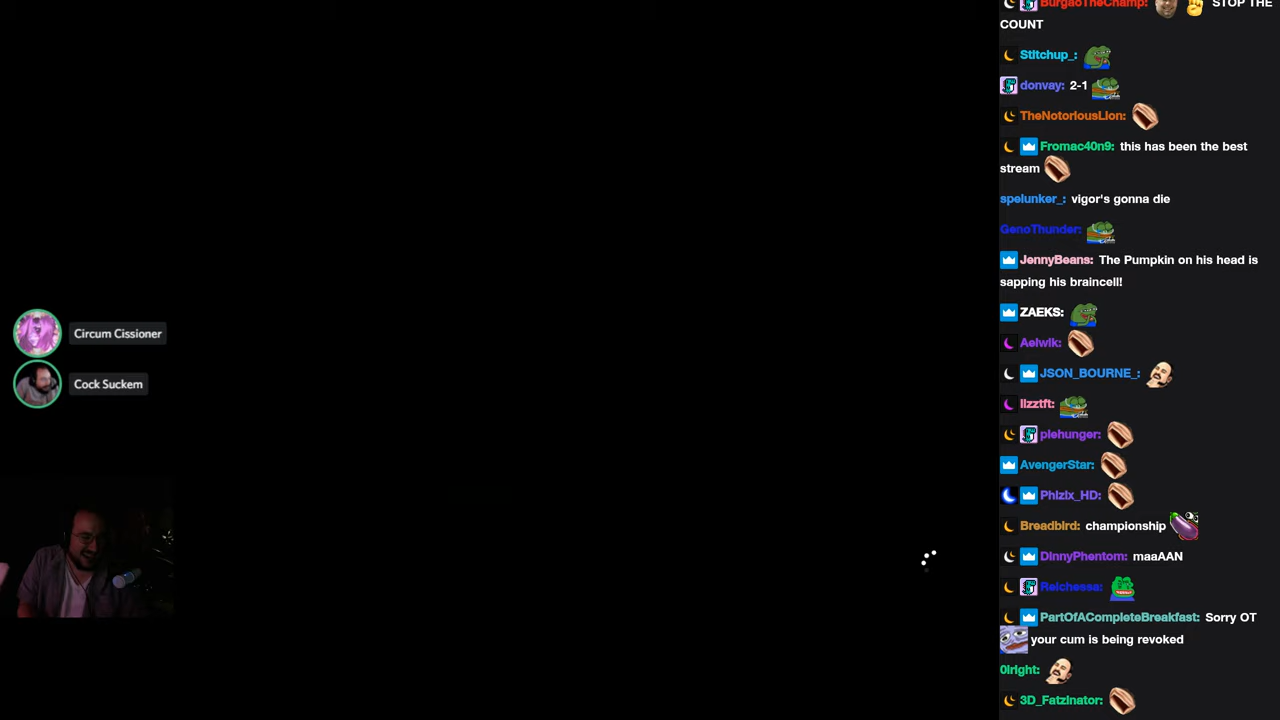 BurgaoTheChamp: STOP THE
COUNT
Stitchup_:
donvay: 2-1
TheNotoriousLion:
Fromac40n9: this has been the best
stream
spelunker_: vigor's gonna die
GenoThunder:
JennyBeans: The Pumpkin on his head is
sapping his braincell!
ZAEKS:
Aelwik:
JSON_BOURNE_:
lizztft:
Circum Cissioner
Cock Suckem
piehunger:
AvengerStar:
Phizix_HD:
Breadbird: championship
DinnyPhentom: maaAAN
Reichessa:
PartOfACompleteBreakfast: Sorry OT
your cum is being revoked
0lright:
3D_Fatzinator: